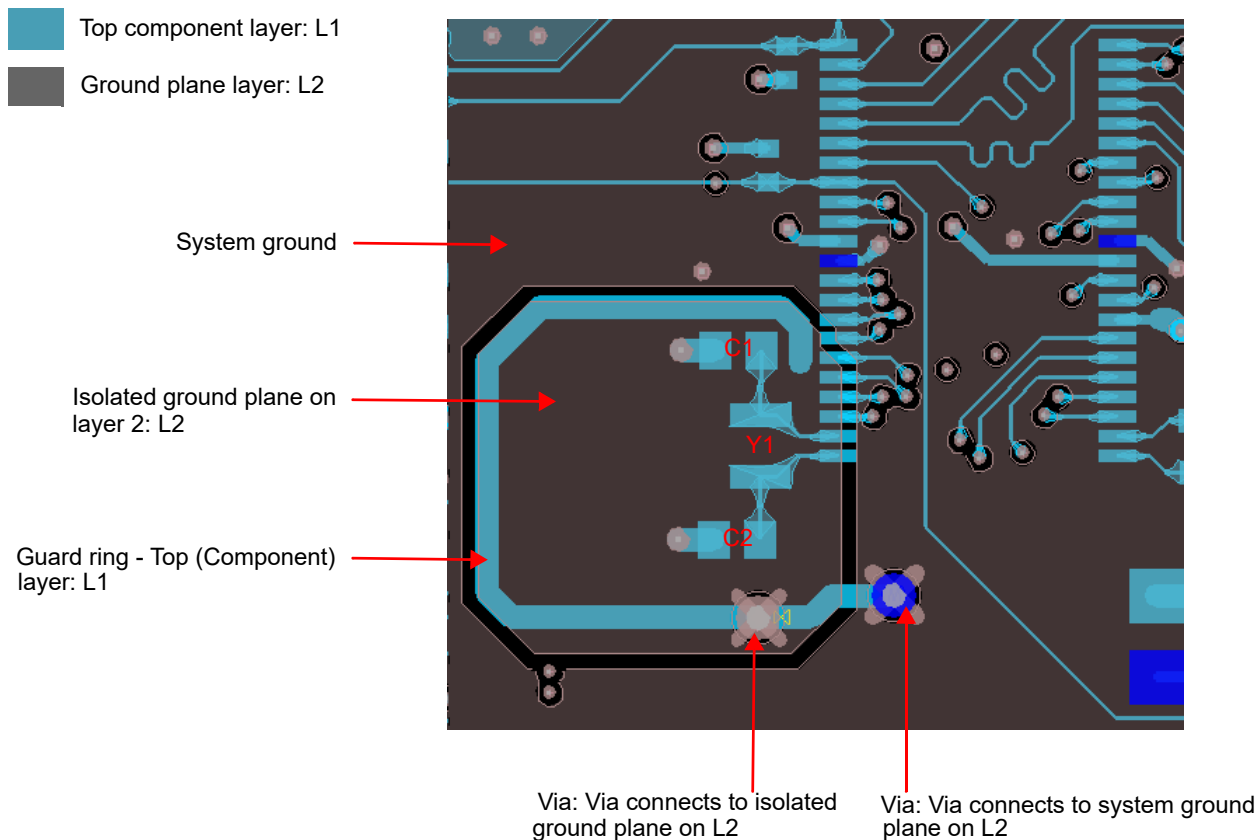 Top component layer: L1
Ground plane layer: L2
System ground
C1
Isolated ground plane on
layer 2: L2
Y1
C2
Guard ring - Top (Component)
layer: L1
Via: Via connects to isolated
ground plane on L2
Via: Via connects to system ground
plane on L2